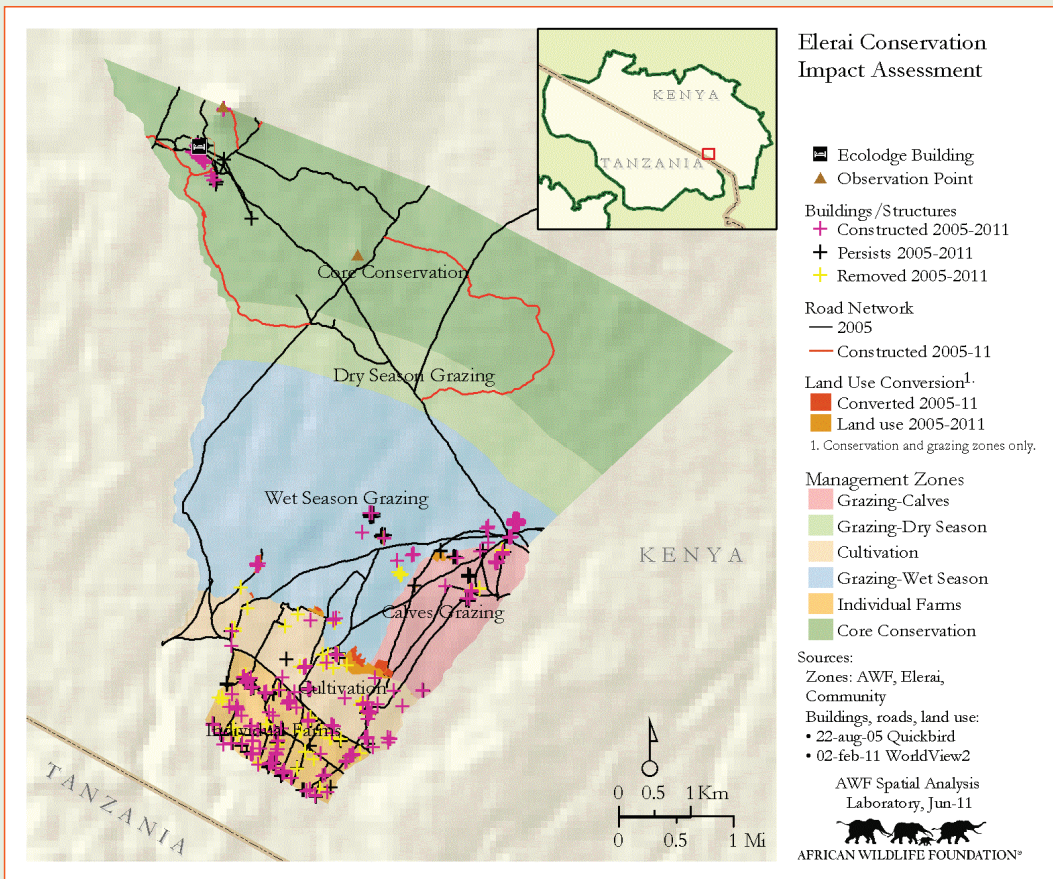 Elerai Conservation
Impact Assessment
KENYA
TANZANIA
Ecolodge Building
Observation Point
Buildings/Structures
Constructed 2005-2011
Persists 2005-2011
Removed 2005-2011
Road Network
2005
Constructed 2005-11
Land Use Conversion1.
Converted 2005-11
Land use 2005-2011
1. Conservation and grazing zones only.
Management Zones
Grazing-Calves
Grazing-Dry Season
Cultivation
Grazing-Wet Season
Individual Farms
Core Conservation
Sources:
Zones: AWF, Elerai,
Community
Buildings, roads, land use:
• 22-aug-05 Quickbird
• 02-feb-11 WorldView2
AWF Spatial Analysis
Laboratory, Jun-11
AFRICAN WILDLIFE FOUNDATION®
Core Conservation
Dry Season Grazing
Wet Season Grazing
KENYA
Calves Grazing
Cultivation
Individual Farms
TANZANIA
0 0.5 1 Km
0 0.5 1 Mi